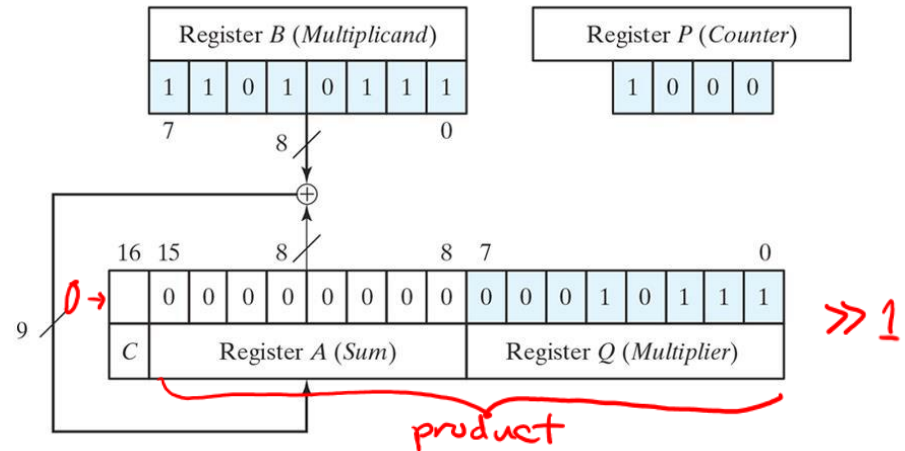 Register B (Multiplicand) Register P (Counter)
1 1 0 1 0 1 1 1 1 0 0 0
7 8 0
+
16 15 8 8 7 0
0 → 0 0 0 0 0 0 0 0 0 0 0 1 0 1 1 1 >> 1
9
C Register A (Sum) Register Q (Multiplier)
product